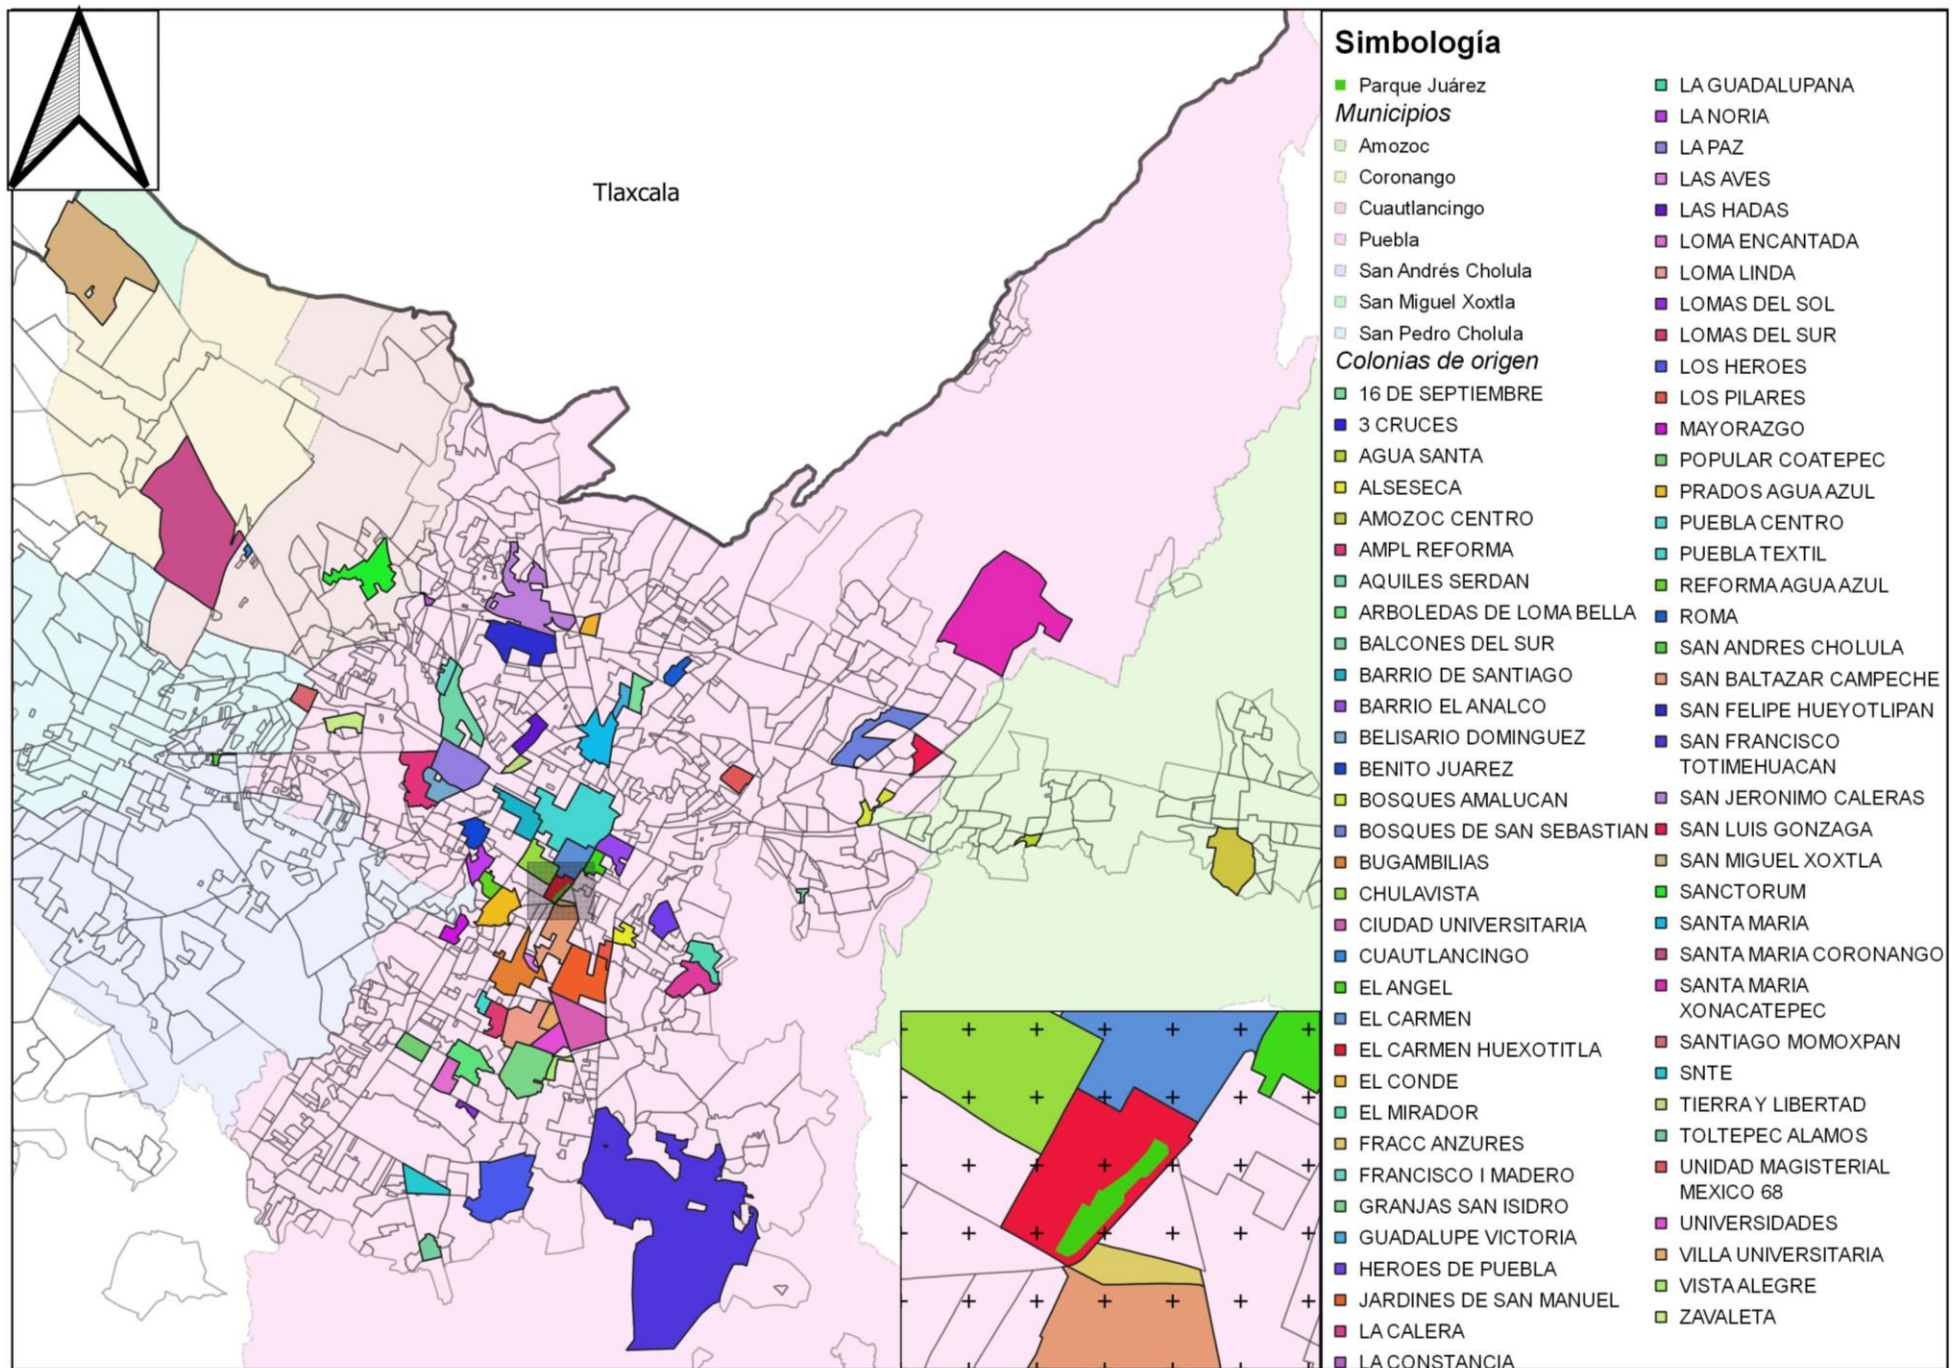 Tlaxcala
Simbología
Parque Juárez
Municipios
Amozoc
Coronango
Cuautlancingo
Puebla
San Andrés Cholula
San Miguel Xoxtla
San Pedro Cholula
Colonias de origen
16 DE SEPTIEMBRE
3 CRUCES
AGUA SANTA
ALSESECA
AMOZOC CENTRO
AMPL REFORMA
AQUILES SERDAN
ARBOLEDAS DE LOMA BELLA
BALCONES DEL SUR
BARRIO DE SANTIAGO
BARRIO EL ANALCO
BELISARIO DOMINGUEZ
BENITO JUAREZ
BOSQUES AMALUCAN
BOSQUES DE SAN SEBASTIAN
BUGAMBILIAS
CHULAVISTA
CIUDAD UNIVERSITARIA
CUAUTLANCINGO
EL ANGEL
EL CARMEN
EL CARMEN HUEXOTITLA
EL CONDE
EL MIRADOR
FRACC ANZURES
FRANCISCO I MADERO
GRANJAS SAN ISIDRO
GUADALUPE VICTORIA
HEROES DE PUEBLA
JARDINES DE SAN MANUEL
LA CALERA
LA CONSTANCIA
LA GUADALUPANA
LA NORIA
LA PAZ
LAS AVES
LAS HADAS
LOMA ENCANTADA
LOMA LINDA
LOMAS DEL SOL
LOMAS DEL SUR
LOS HEROES
LOS PILARES
MAYORAZGO
POPULAR COATEPEC
PRADOS AGUA AZUL
PUEBLA CENTRO
PUEBLA TEXTIL
REFORMA AGUA AZUL
ROMA
SAN ANDRES CHOLULA
SAN BALTAZAR CAMPECHE
SAN FELIPE HUEYOTLIPAN
SAN FRANCISCO
TOTIMEHUACAN
SAN JERONIMO CALERAS
SAN LUIS GONZAGA
SAN MIGUEL XOXTLA
SANCTORUM
SANTA MARIA
SANTA MARIA CORONANGO
SANTA MARIA
XONACATEPEC
SANTIAGO MOMOXPAN
SNTE
TIERRA Y LIBERTAD
TOLTEPEC ALAMOS
UNIDAD MAGISTERIAL
MEXICO 68
UNIVERSIDADES
VILLA UNIVERSITARIA
VISTA ALEGRE
ZAVALETA